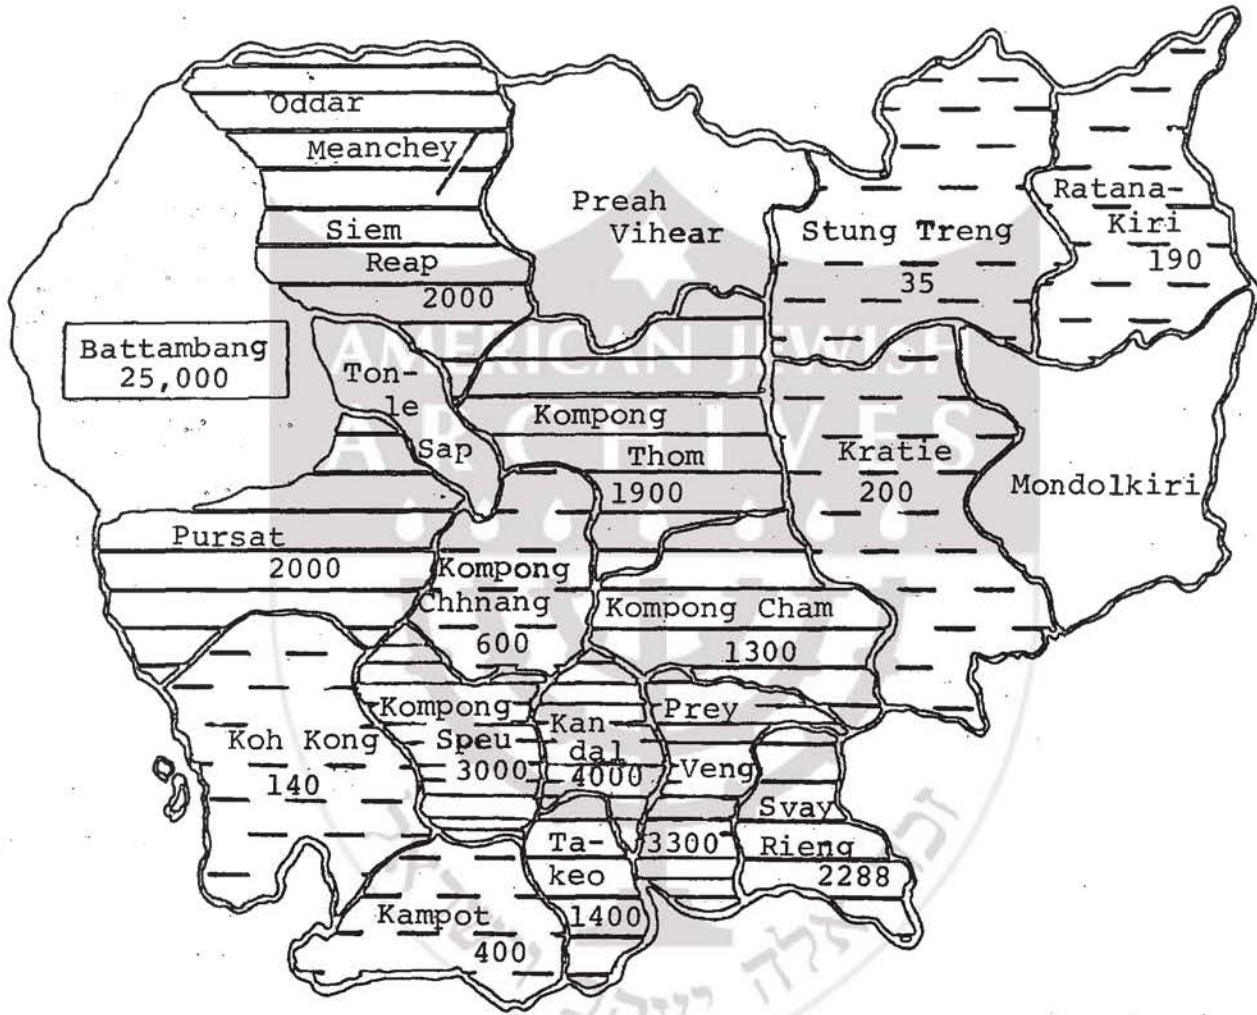 Oddar
Meanchey
Siem
Reap
2000
Preah
Vihear
Stung Treng
35
Ratana-
Kiri
190
Battambang
25,000
Ton-
le
Sap
AMERICAN JEWISH
ARCHIVES
Kompong
Thom
1900
Kratie
200
Mondolkiri
Pursat
2000
Kompong
Chhnang
600
Kompong Cham
1300
Koh Kong
140
Kompong
Speu
3000
Kan
dal
4000
Prey
Veng
3300
Svay
Rieng
2288
Ta-
keo
1400
Kampot
400